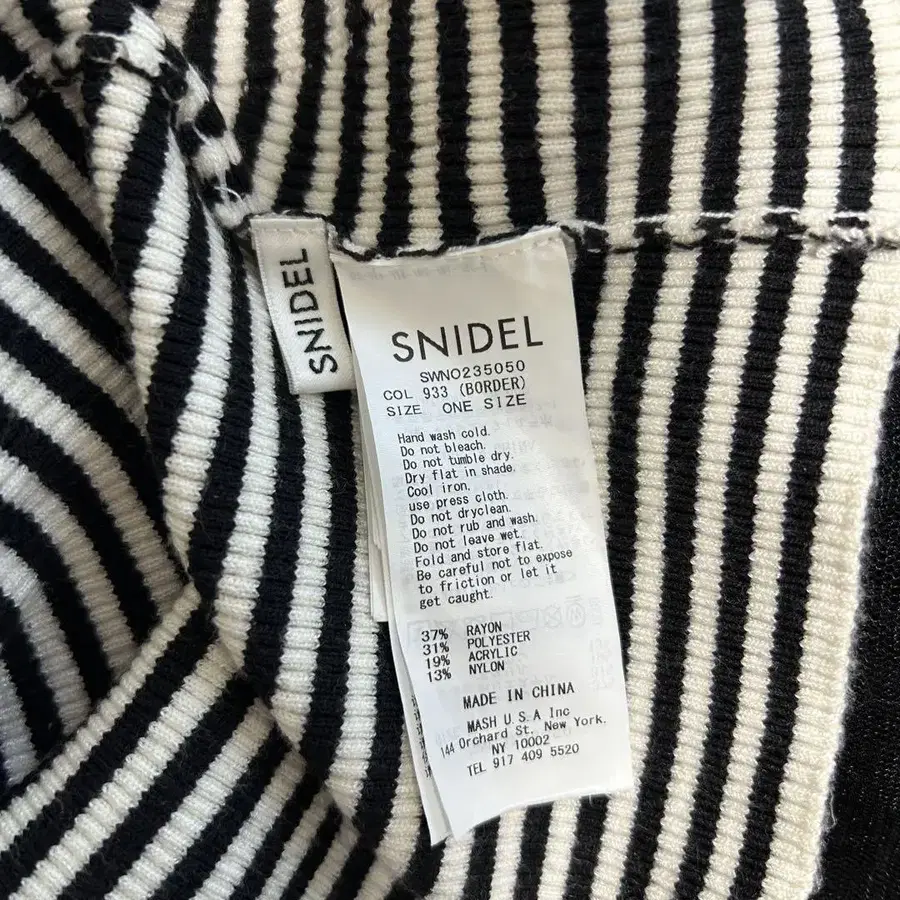 SNIDEL
SNIDEL
SWNO235050
COL 933 (BORDER)
SIZE ONE SIZE
Hand wash cold.
Do not bleach.
Do not tumble dry.
Dry flat in shade.
Cool iron.
use press cloth.
Do not dryclean.
Do not rub and wash.
Do not leave wet.
Fold and store flat.
Be careful not to expose
to friction or let it
get caught.
37% RAYON
31% POLYESTER
19% ACRYLIC
13% NYLON
MADE IN CHINA
MASH U.S.A Inc
144 Orchard St. New York.
NY 10002
TEL 917 409 5520